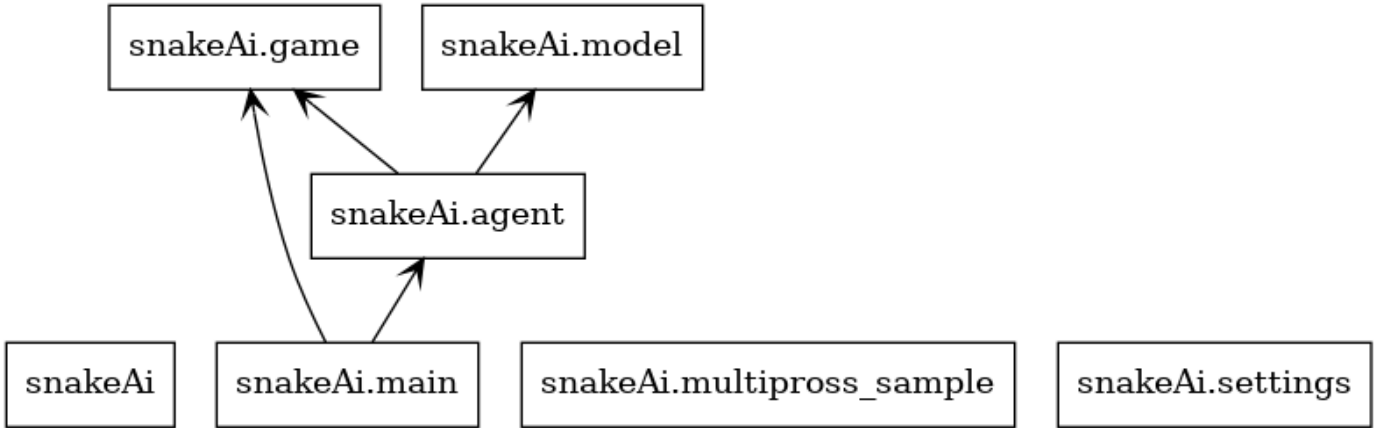 snakeAi.game
snakeAi.model
snakeAi.agent
snakeAi
snakeAi.main
snakeAi.multipross_sample
snakeAi.settings